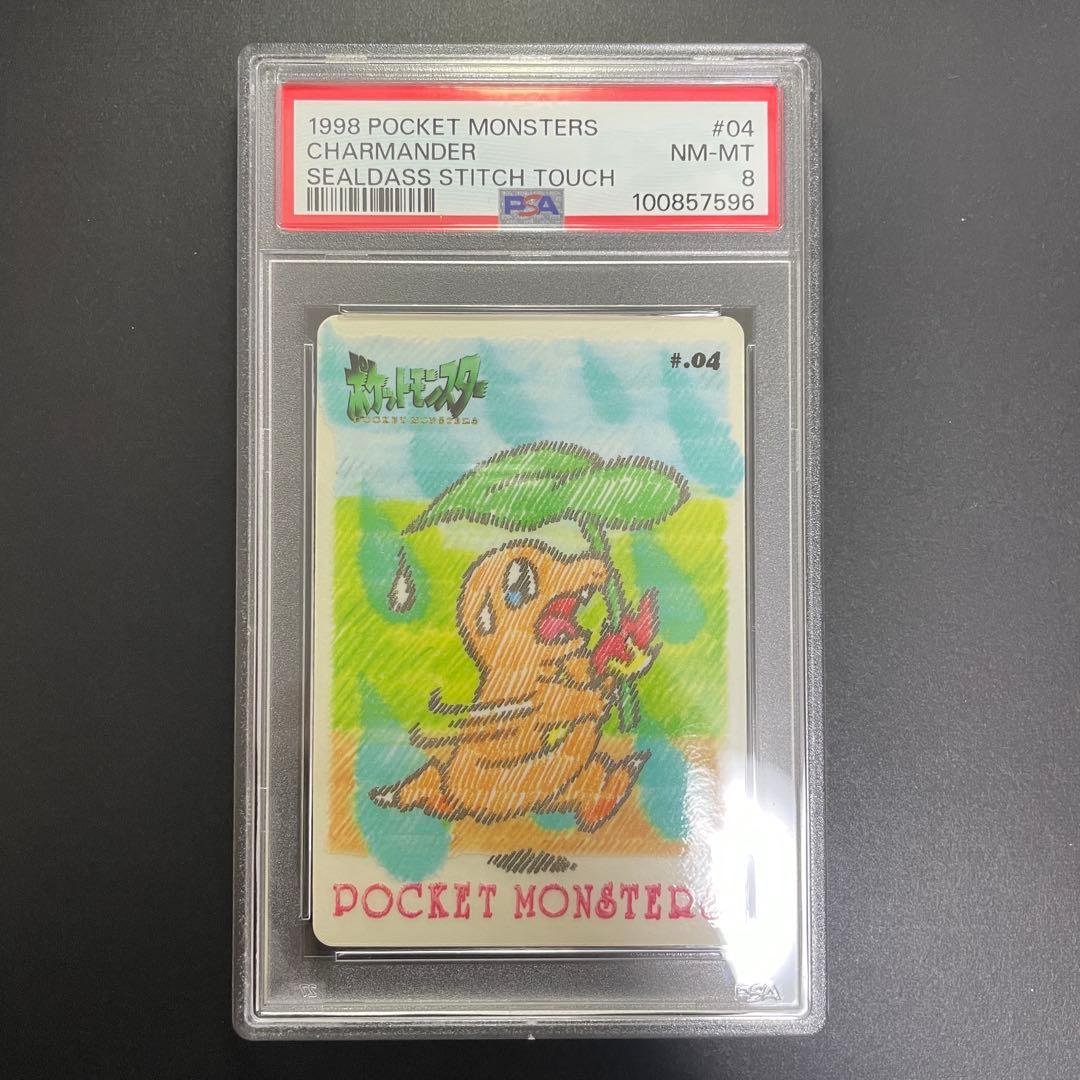 1998 POCKET MONSTERS #04
CHARMANDER NM-MT
SEALDASS STITCH TOUCH 8
PSA 100857596
ポケットモンスター
POCKET MONSTERS
#.04
POCKET MONSTERS
PSA